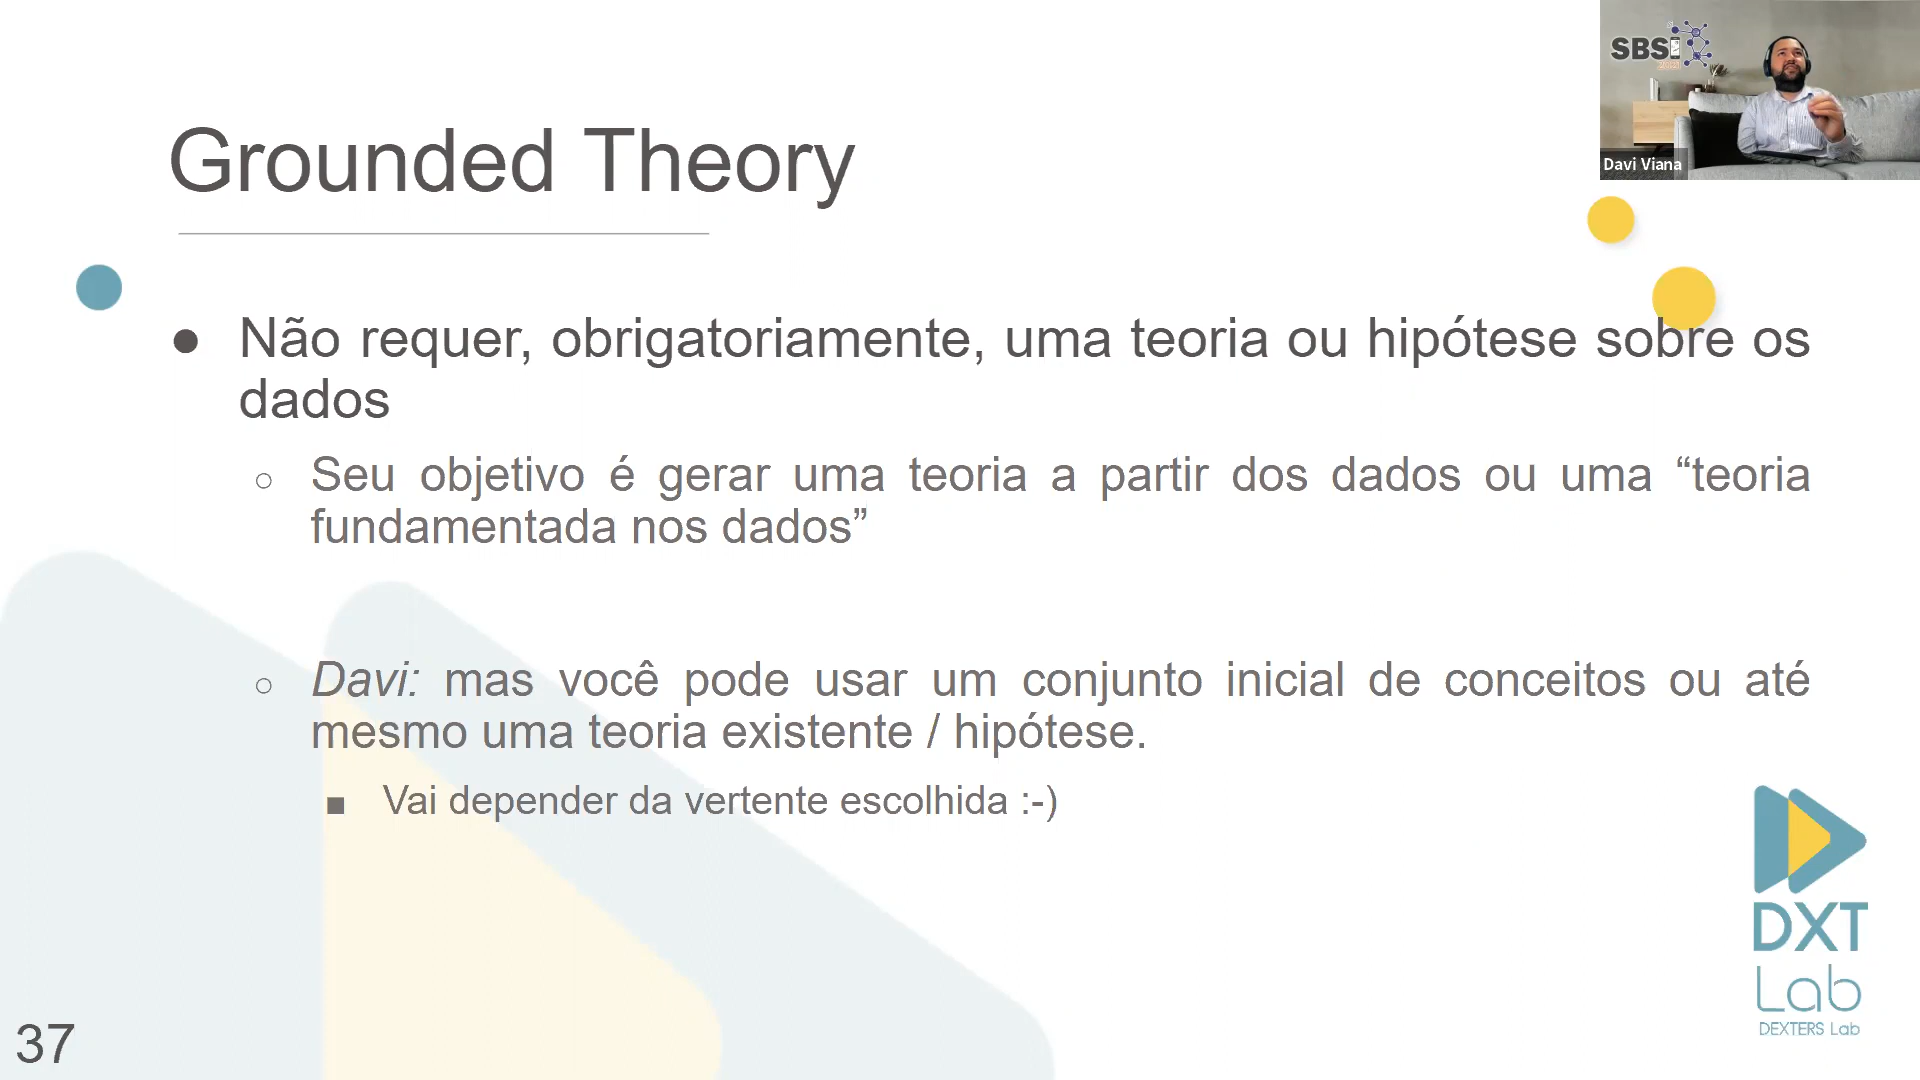 SBSI
Davi Viana
Grounded Theory
● Não requer, obrigatoriamente, uma teoria ou hipótese sobre os
dados
○ Seu objetivo é gerar uma teoria a partir dos dados ou uma “teoria
fundamentada nos dados”
○ Davi: mas você pode usar um conjunto inicial de conceitos ou até
mesmo uma teoria existente / hipótese.
■ Vai depender da vertente escolhida :-)
DXT
Lab
DEXTERS Lab
37